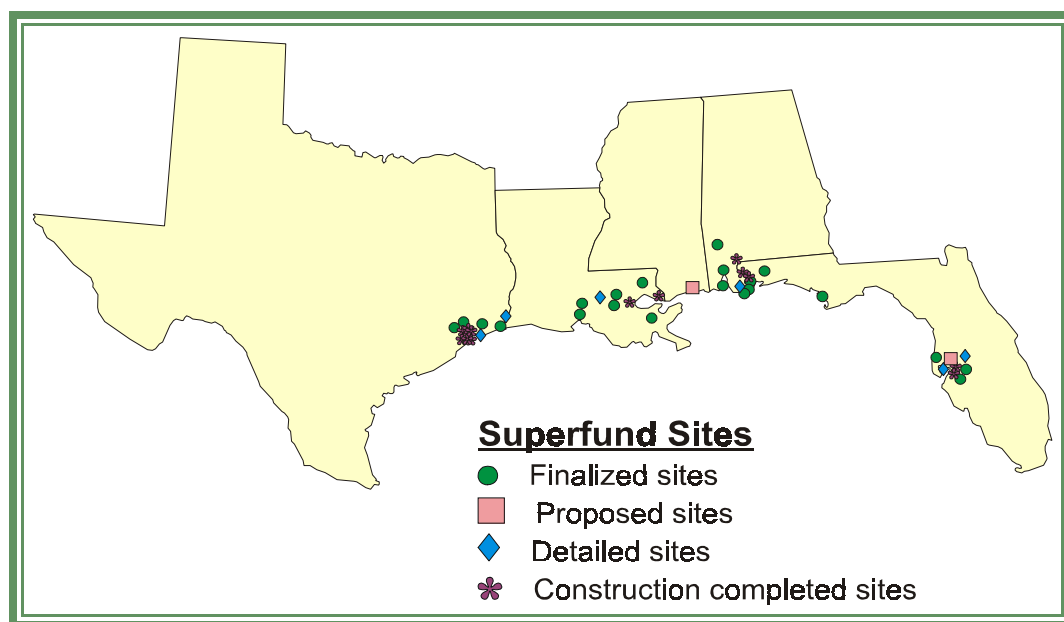 Superfund Sites
Finalized sites
Proposed sites
Detailed sites
Construction completed sites